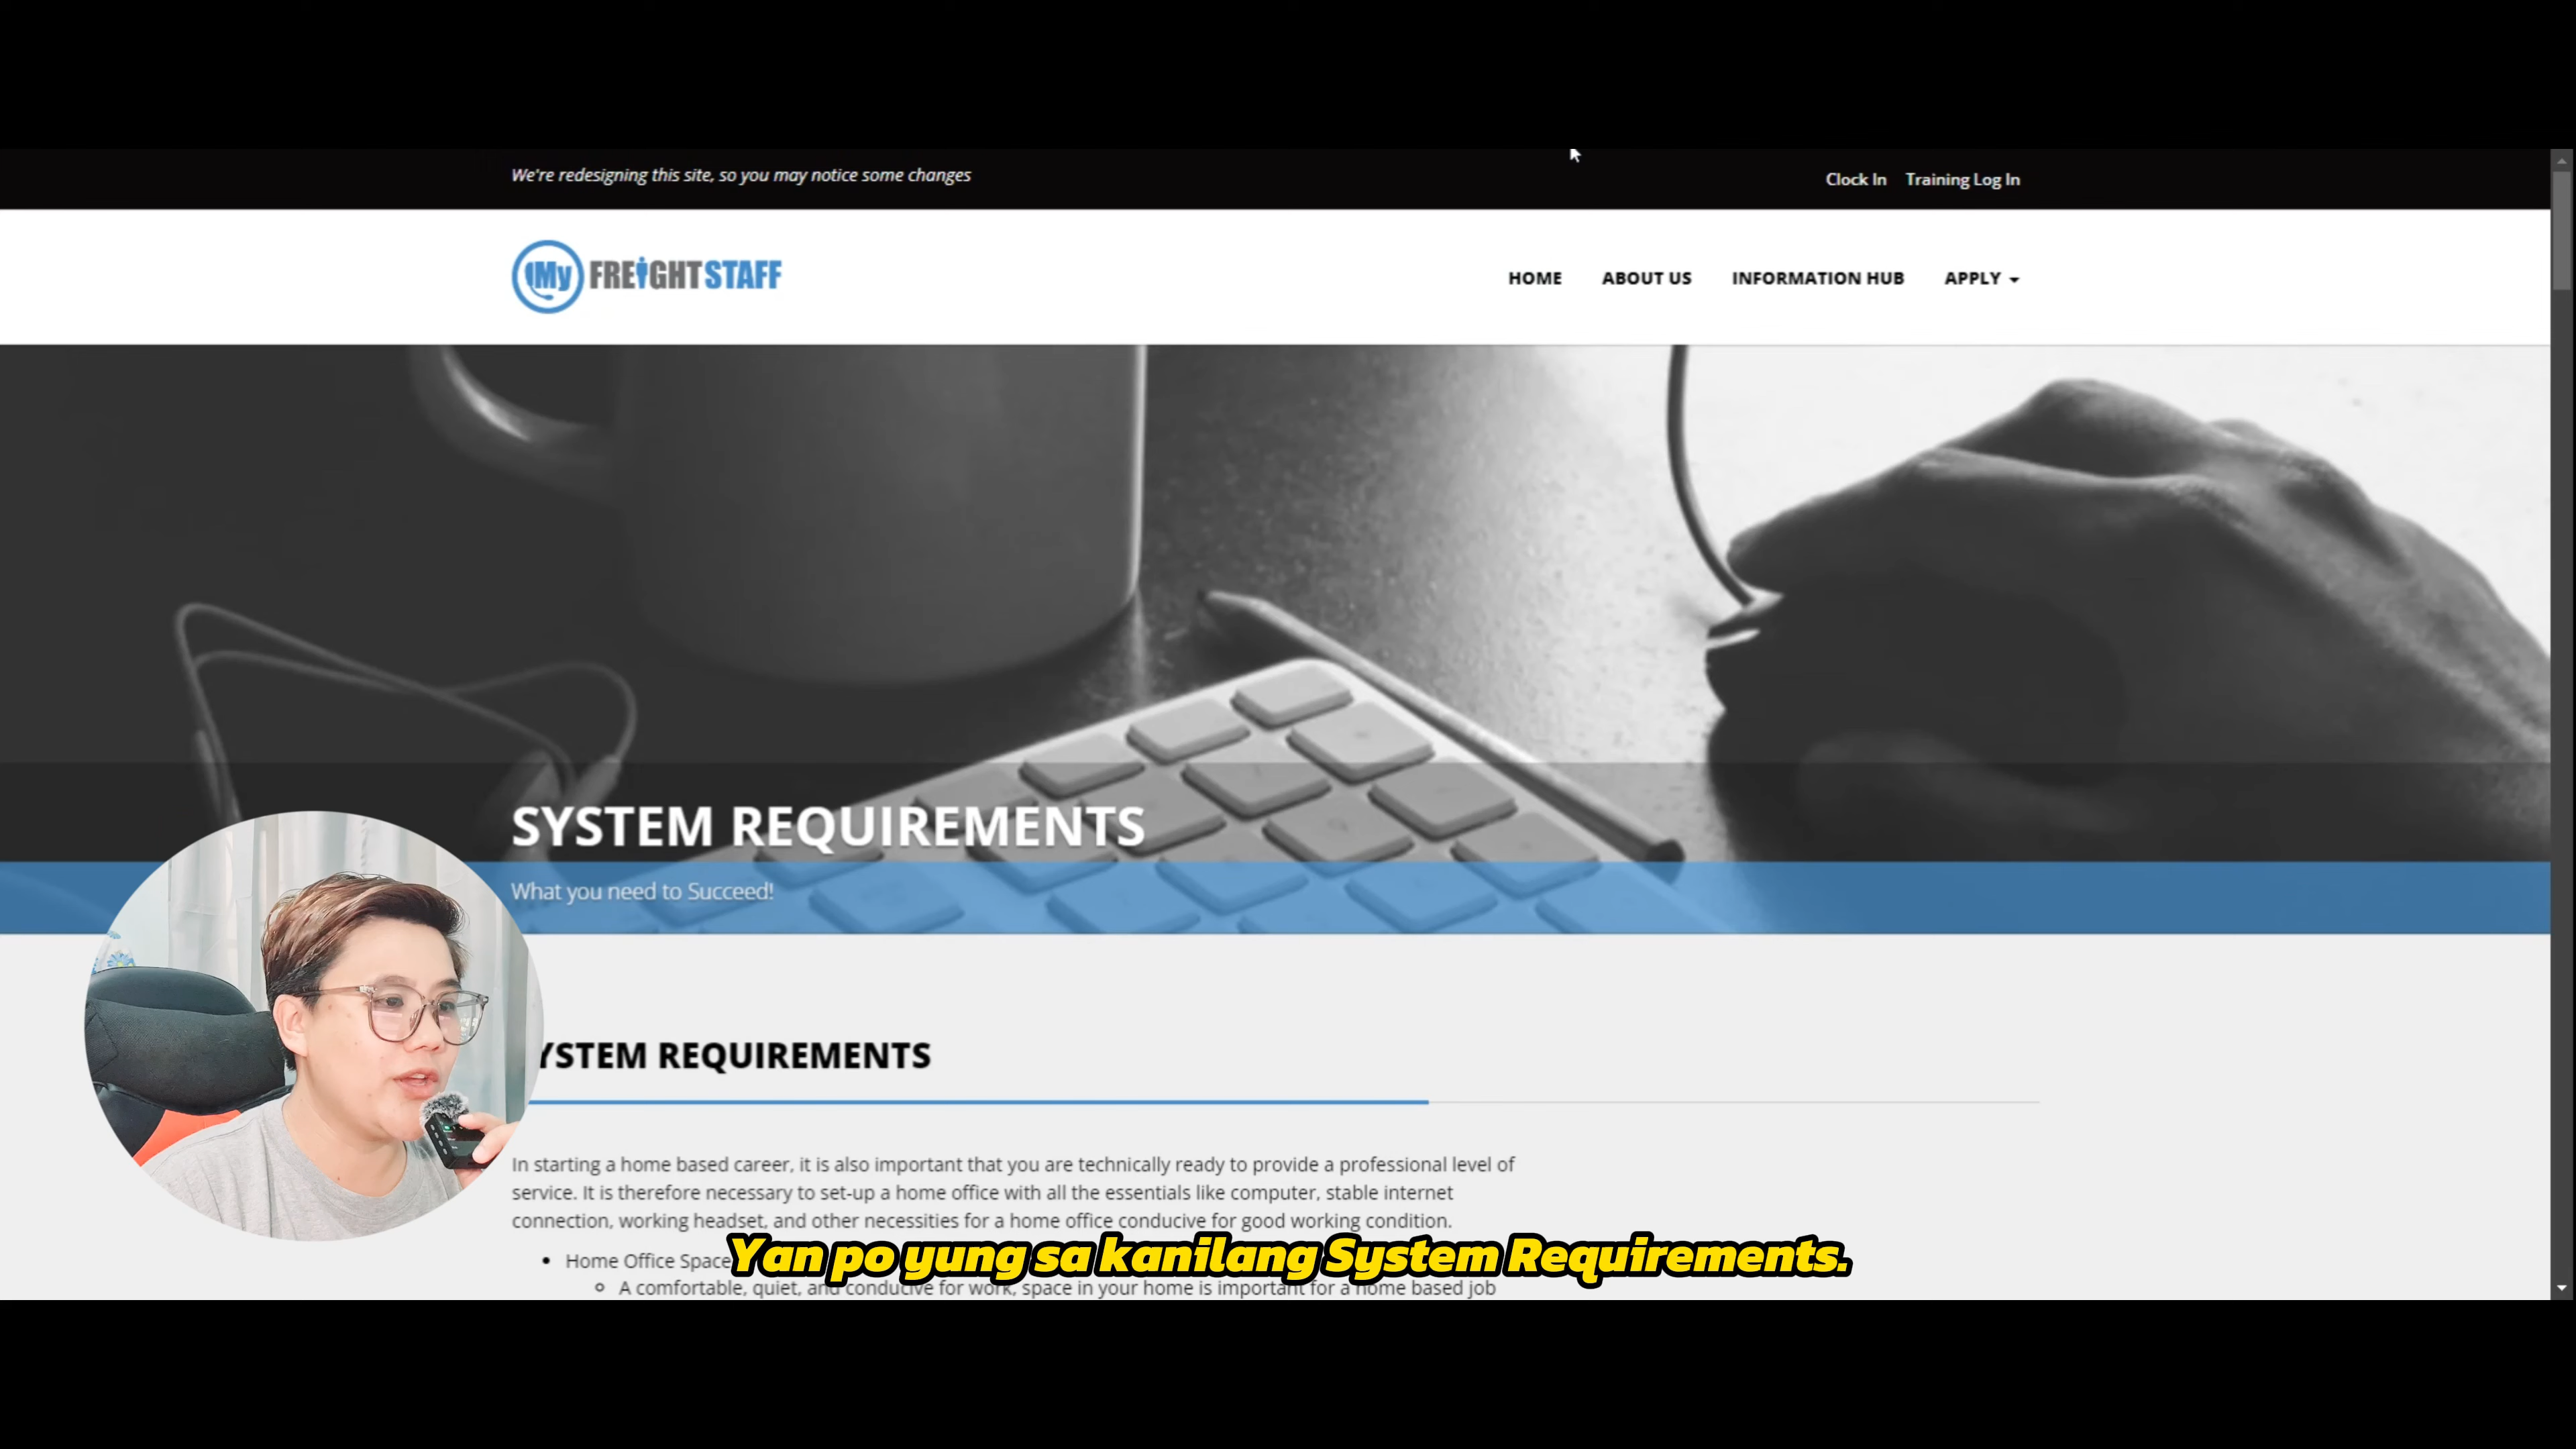 We're redesigning this site, so you may notice some changes
Clock In Training Log In
My FREIGHTSTAFF
HOME ABOUT US INFORMATION HUB APPLY
SYSTEM REQUIREMENTS
What you need to Succeed!
YSTEM REQUIREMENTS
In starting a home based career, it is also important that you are technically ready to provide a professional level of
service. It is therefore necessary to set-up a home office with all the essentials like computer, stable internet
connection, working headset, and other necessities for a home office conducive for good working condition.
Home Office Space
Yan po yung sa kanilang System Requirements.
A comfortable, quiet, and conducive for work, space in your home is important for a home based job